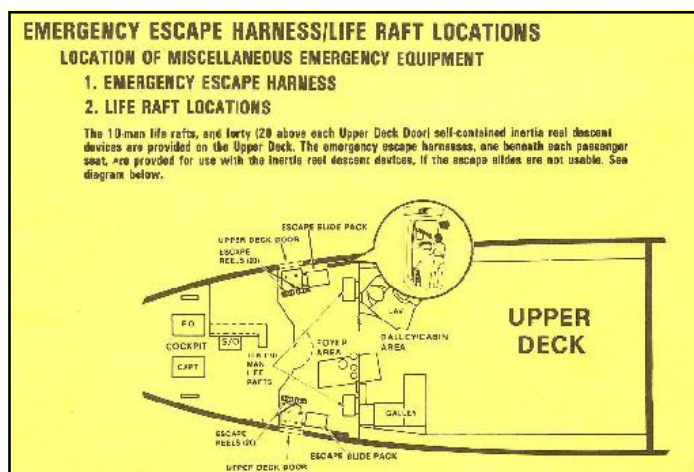 EMERGENCY ESCAPE HARNESS/LIFE RAFT LOCATIONS
LOCATION OF MISCELLANEOUS EMERGENCY EQUIPMENT
1. EMERGENCY ESCAPE HARNESS
2. LIFE RAFT LOCATIONS
The 10-man life rafts, and forty (20 above each Upper Deck Door) self-contained inertia reel descent
devices are provided on the Upper Deck. The emergency escape harnesses, one beneath each passenger
seat, are provded for use with the inertia reel descent devices, if the escape slides are not usable. See
diagram below.
ESCAPE SLIDE PACK
UPPER DECK DOOR
ESCAPE
REELS (20)
LAV
GALLEY/CABIN
AREA
UPPER
DECK
F.O
COCKPIT
S/O
CAPT
FOYER
AREA
MAN
LIFE
RAFTS
GALLEY
ESCAPE
REELS (20)
ESCAPE SLIDE PACK
UPPER DECK DOOR